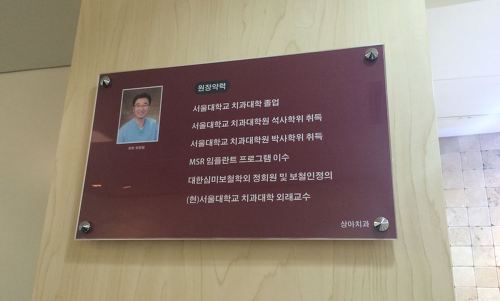 원장약력
서울대학교 치과대학 졸업
서울대학교 치과대학원 석사학위 취득
서울대학교 치과대학원 박사학위 취득
MSR 임플란트 프로그램 이수
대한심미보철학외 정회원 및 보철인정의
(현)서울대학교 치과대학 외래교수
상아치과